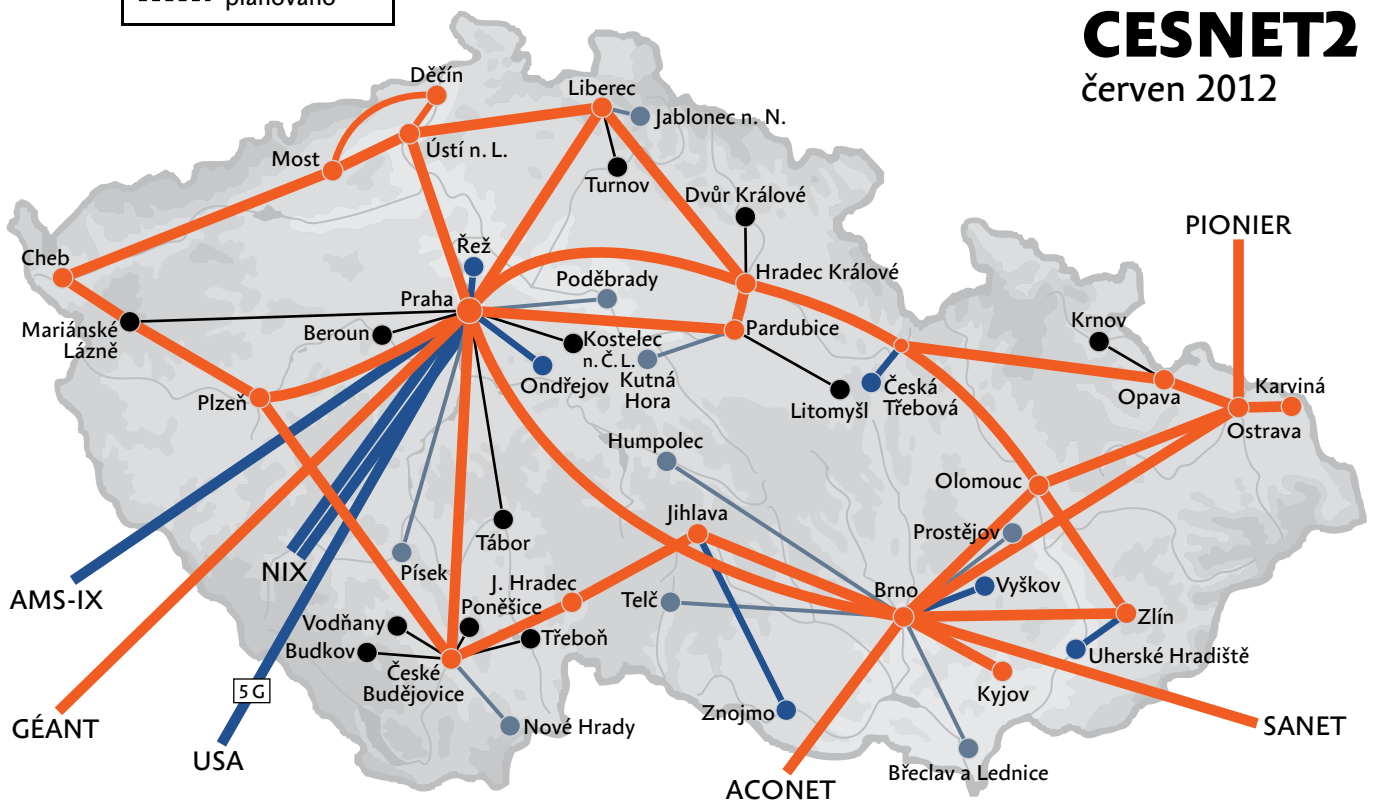 plánováno
CESNET2
červen 2012
Děčín
Liberec
Jablonec n. N.
Ústí n. L.
Most
Turnov
Dvůr Králové
PIONIER
Cheb
Řež
Hradec Králové
Poděbrady
Praha
Mariánské
Lázně
Beroun
Kostelec
n. Č. L.
Pardubice
Krnov
Ondřejov
Kutná
Hora
Litomyšl
Česká
Třebová
Opava
Karviná
Ostrava
Plzeň
Humpolec
Olomouc
Jihlava
Prostějov
Tábor
NIX
Písek
AMS-IX
J. Hradec
Poněšice
Telč
Brno
Vyškov
Vodňany
Třeboň
Zlín
Budkov
České
Budějovice
Uherské Hradiště
5 G
Kyjov
GÉANT
Nové Hrady
Znojmo
SANET
USA
Břeclav a Lednice
ACONET